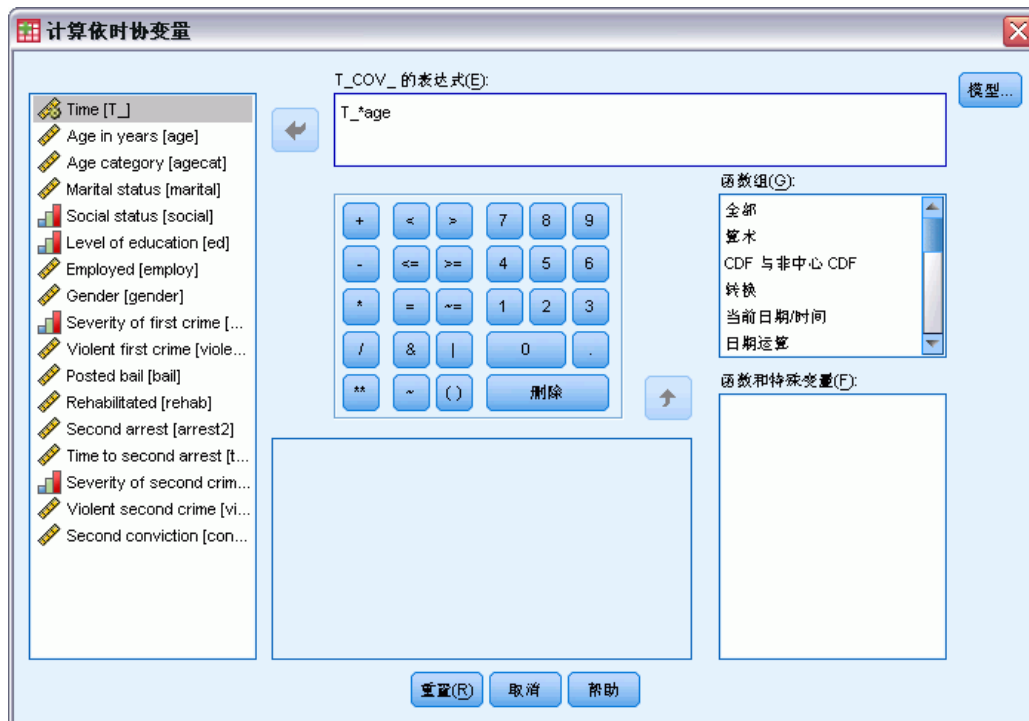 计算依时协变量
T_COV_ 的表达式(E):
T_*age
模型...
Time [T_]
Age in years [age]
Age category [agecat]
Marital status [marital]
Social status [social]
Level of education [ed]
Employed [employ]
Gender [gender]
Severity of first crime [...
Violent first crime [viole...
Posted bail [bail]
Rehabilitated [rehab]
Second arrest [arrest2]
Time to second arrest [t...
Severity of second crim...
Violent second crime [vi...
Second conviction [con...
+ < > 7 8 9
- <= >= 4 5 6
* = ~= 1 2 3
/ & | 0 .
** ~ ( ) 删除
函数组(G):
全部
算术
CDF 与非中心 CDF
转换
当前日期/时间
日期运算
函数和特殊变量(F):
重置(R) 取消 帮助